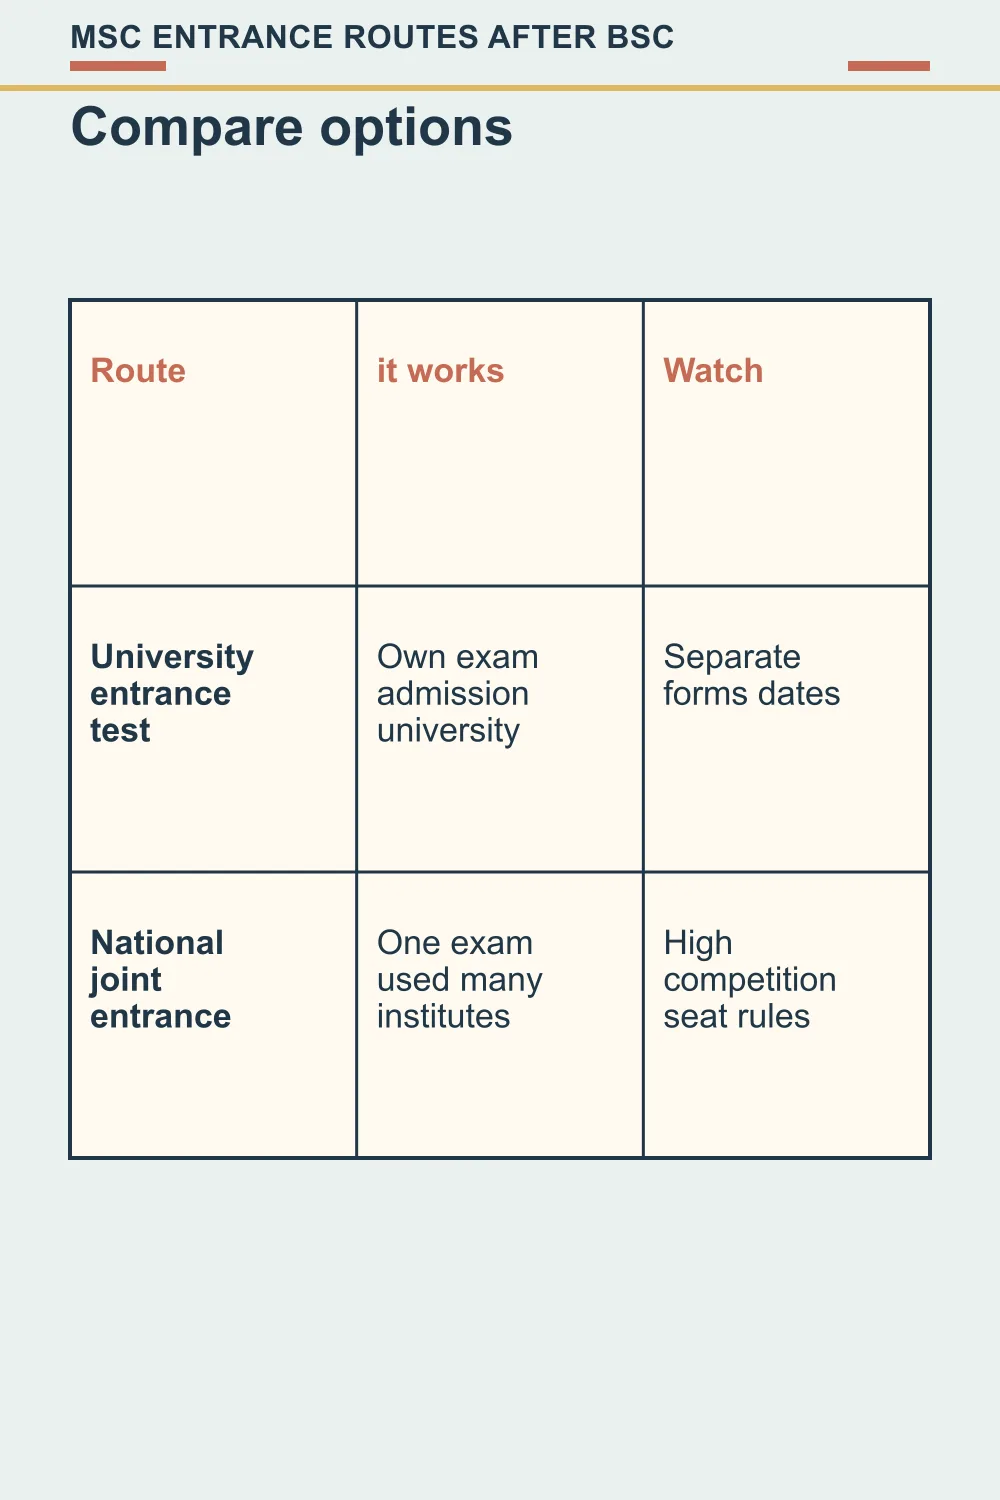 MSC ENTRANCE ROUTES AFTER BSC
Compare options
Route
it works
Watch
University
entrance
test
Own exam
admission
university
Separate
forms dates
National
joint
entrance
One exam
used many
institutes
High
competition
seat rules